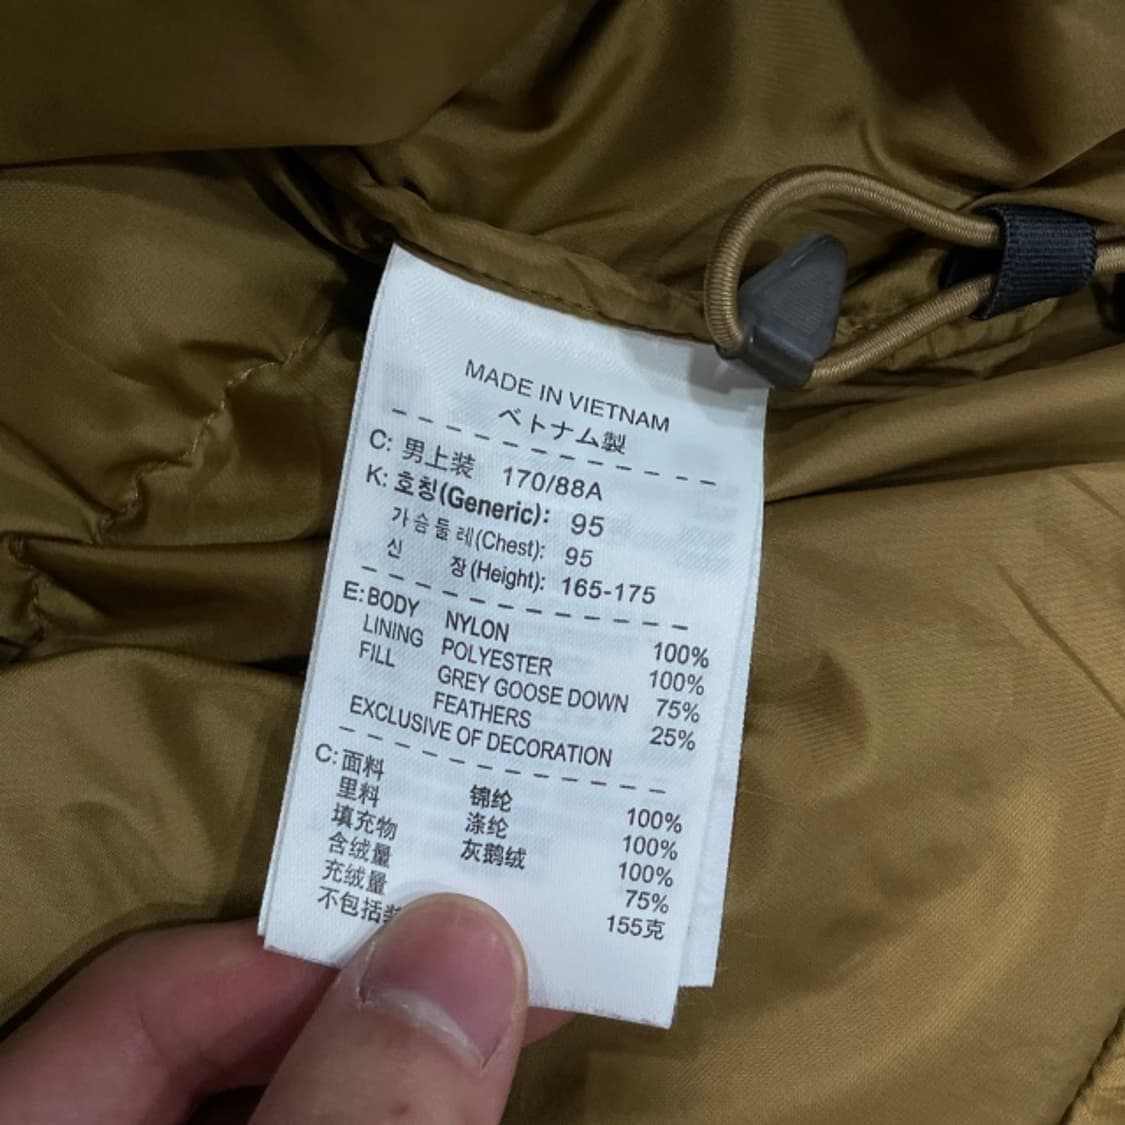 MADE IN VIETNAM
ベトナム製
C: 男上装 170/88A
K: 호칭(Generic): 95
가슴둘레(Chest): 95
신 장(Height): 165-175
E: BODY NYLON 100%
LINING POLYESTER 100%
FILL GREY GOOSE DOWN 75%
FEATHERS 25%
EXCLUSIVE OF DECORATION
C: 面料 锦纶 100%
里料 涤纶 100%
填充物 灰鹅绒 100%
含绒量 75%
充绒量 155克
不包括